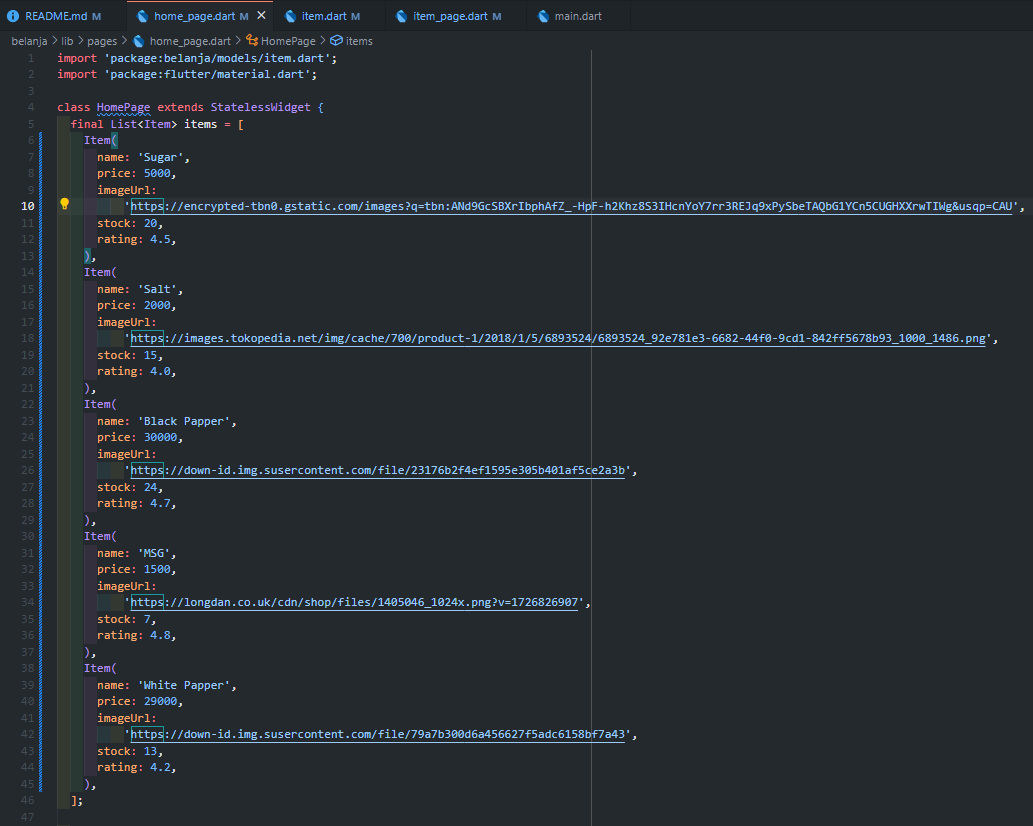 README.md M home_page.dart M item.dart M item_page.dart M main.dart
belanja > lib > pages > home_page.dart > HomePage > items
1 import 'package:belanja/models/item.dart';
2 import 'package:flutter/material.dart';
3
4 class HomePage extends StatelessWidget {
5 final List<Item> items = [
6 Item(
7 name: 'Sugar',
8 price: 5000,
9 imageUrl:
10 'https://encrypted-tbn0.gstatic.com/images?q=tbn:ANd9GcSBXrIbphAfZ_-HpF-h2Khz8S3IHcnYoY7rr3REJq9xPySbeTAQbG1YCn5CUGHXXrwTIWg&usqp=CAU',
11 stock: 20,
12 rating: 4.5,
13 ),
14 Item(
15 name: 'Salt',
16 price: 2000,
17 imageUrl:
18 'https://images.tokopedia.net/img/cache/700/product-1/2018/1/5/6893524/6893524_92e781e3-6682-44f0-9cd1-842ff5678b93_1000_1486.png',
19 stock: 15,
20 rating: 4.0,
21 ),
22 Item(
23 name: 'Black Papper',
24 price: 30000,
25 imageUrl:
26 'https://down-id.img.susercontent.com/file/23176b2f4ef1595e305b401af5ce2a3b',
27 stock: 24,
28 rating: 4.7,
29 ),
30 Item(
31 name: 'MSG',
32 price: 1500,
33 imageUrl:
34 'https://longdan.co.uk/cdn/shop/files/1405046_1024x.png?v=1726826907',
35 stock: 7,
36 rating: 4.8,
37 ),
38 Item(
39 name: 'White Papper',
40 price: 29000,
41 imageUrl:
42 'https://down-id.img.susercontent.com/file/79a7b300d6a456627f5adc6158bf7a43',
43 stock: 13,
44 rating: 4.2,
45 ),
46 ];
47